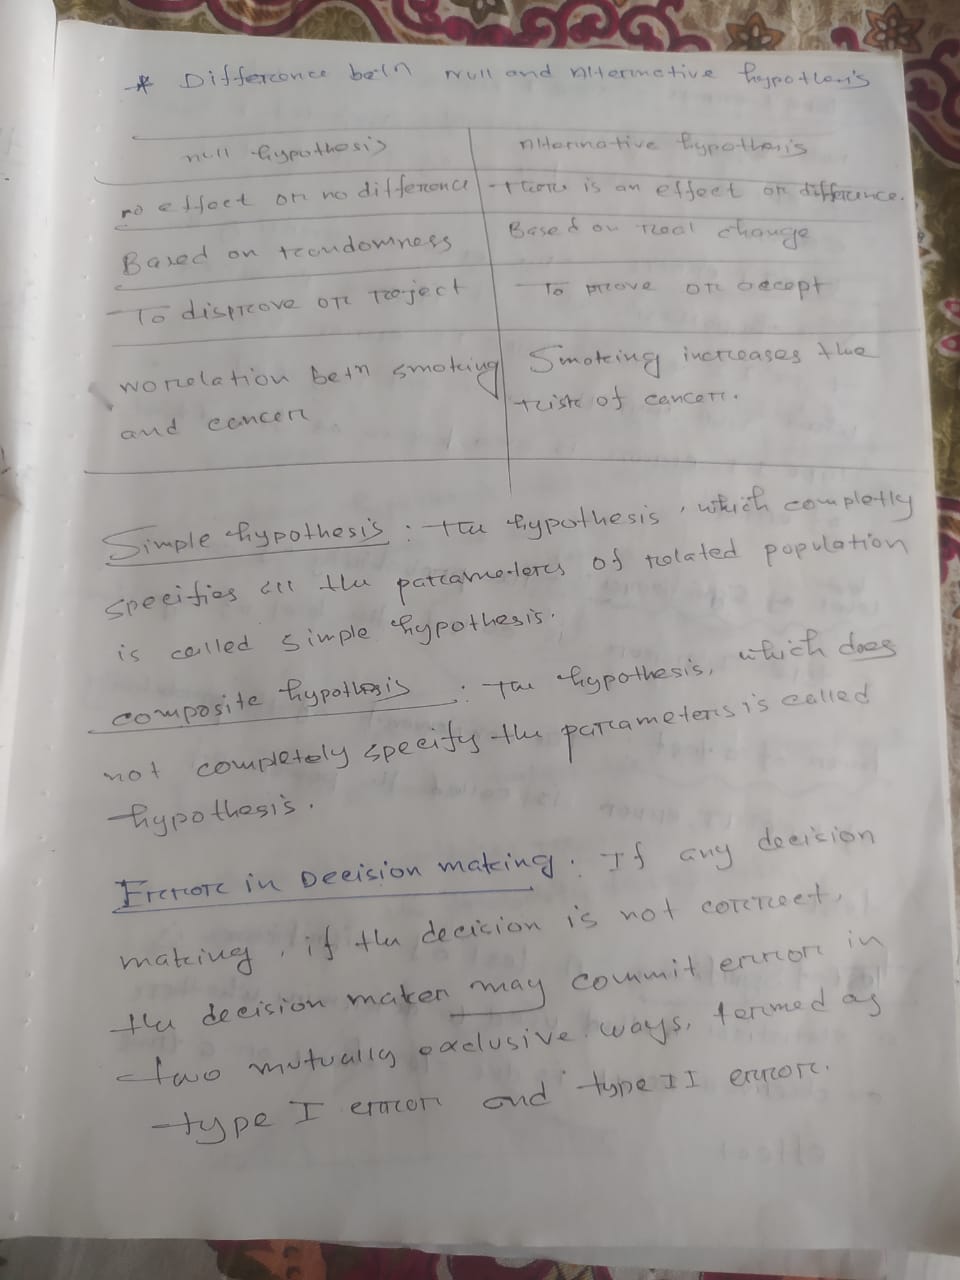 * Difference betn null and Alternative hypothesis
null hypothesis | Alternative hypothesis
no effect or no difference | there is an effect or difference.
Based on randomness | Based on real change
To disprove or reject | To prove or accept
no relation betn smoking | Smoking increases the
and cancer | risk of cancer.
Simple hypothesis : the hypothesis, which completly
specifies all the parameters of related population
is called simple hypothesis.
composite hypothesis : the hypothesis, which does
not completely specify the parameters is called
hypothesis.
Error in Decision making. If any decision
making, if the decision is not correct,
the decision maker may commit error in
two mutually exclusive ways, termed as
type I error and type II error.